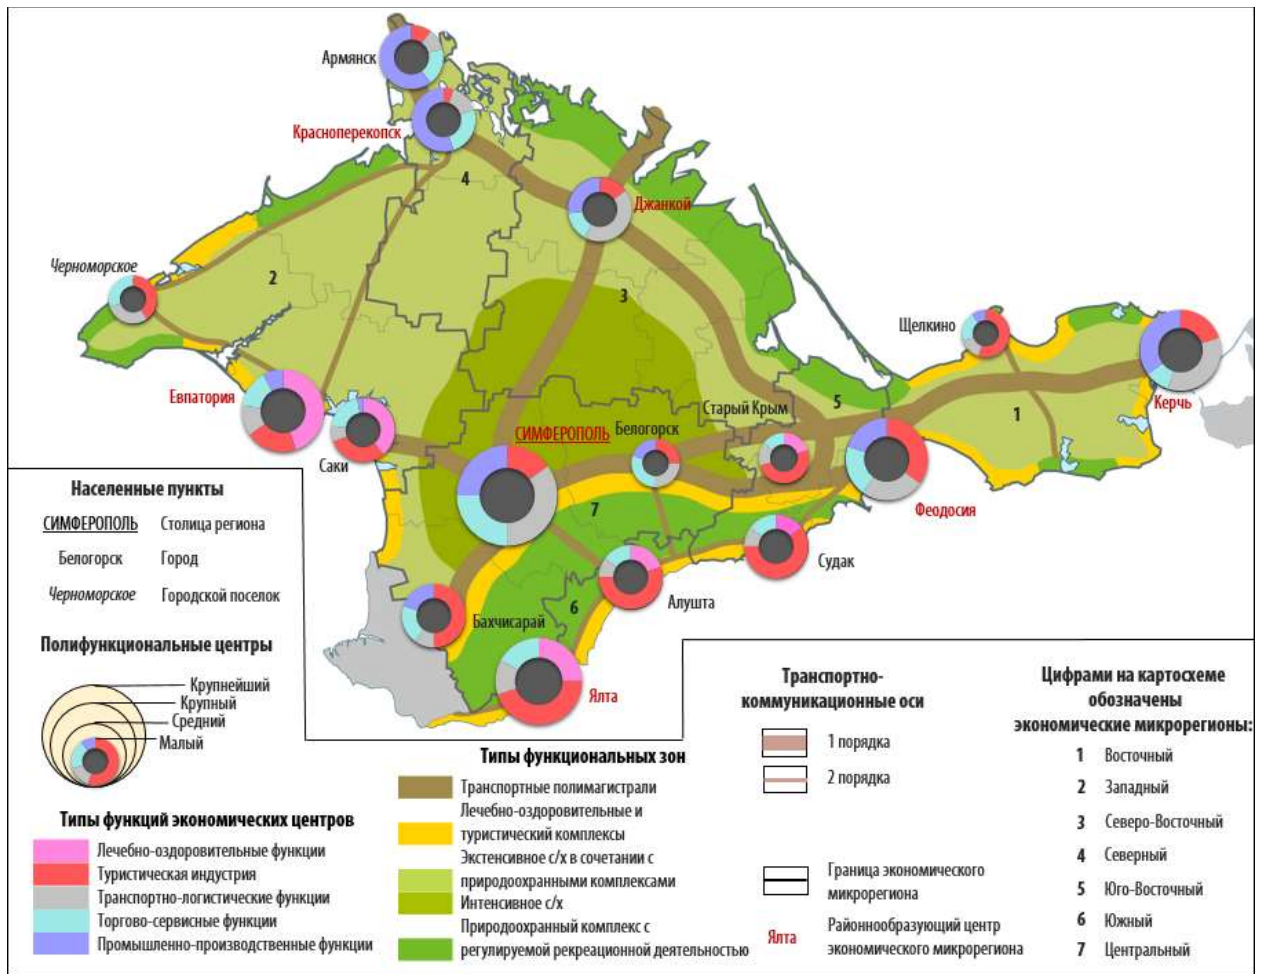 Армянск
Красноперекопск
4
Джанкой
Черноморское
2
3
Щелкино
Евпатория
Старый Крым
5
Керчь
СИМФЕРОПОЛЬ
Белогорск
1
Саки
7
Феодосия
Судак
Алушта
6
Бахчисарай
Ялта
Населенные пункты
СИМФЕРОПОЛЬ Столица региона
Белогорск Город
Черноморское Городской поселок
Полифункциональные центры
Крупнейший
Крупный
Средний
Малый
Типы функций экономических центров
Лечебно-оздоровительные функции
Туристическая индустрия
Транспортно-логистические функции
Торгово-сервисные функции
Промышленно-производственные функции
Типы функциональных зон
Транспортные полимагистрали
Лечебно-оздоровительные и
туристический комплексы
Экстенсивное с/х в сочетании с
природоохранными комплексами
Интенсивное с/х
Природоохранный комплекс с
регулируемой рекреационной деятельностью
Транспортно-
коммуникационные оси
1 порядка
2 порядка
Граница экономического
микрорегиона
Ялта Районнообразующий центр
экономического микрорегиона
Цифрами на картосхеме
обозначены
экономические микрорегионы:
1 Восточный
2 Западный
3 Северо-Восточный
4 Северный
5 Юго-Восточный
6 Южный
7 Центральный